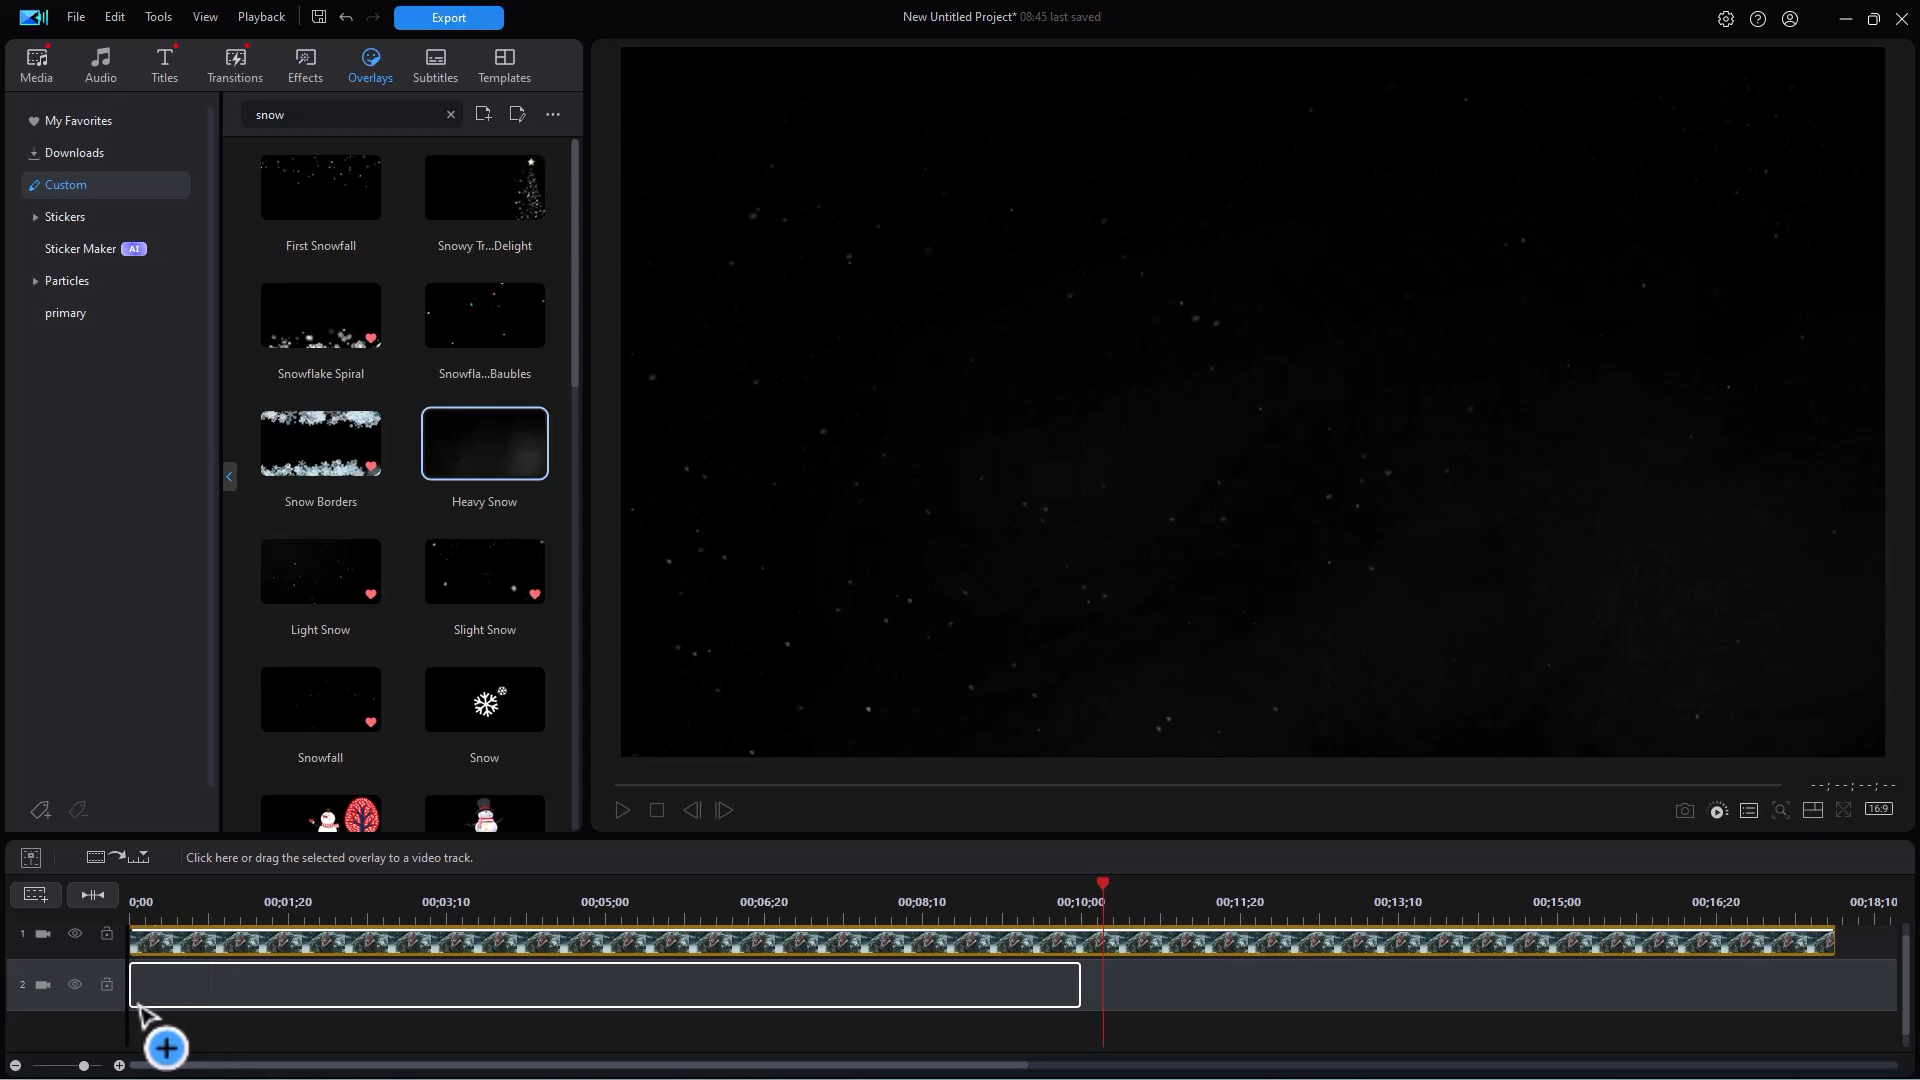 File Edit Tools View Playback Export New Untitled Project* 08:45 last saved
Media Audio Titles Transitions Effects Overlays Subtitles Templates
My Favorites
Downloads
Custom
Stickers
Sticker Maker AI
Particles
primary
snow
First Snowfall Snowy Tr...Delight
Snowflake Spiral Snowfla...Baubles
Snow Borders Heavy Snow
Light Snow Slight Snow
Snowfall Snow
--;--;--;--
16:9
Click here or drag the selected overlay to a video track.
0;00 00;01;20 00;03;10 00;05;00 00;06;20 00;08;10 00;10;00 00;11;20 00;13;10 00;15;00 00;16;20 00;18;10
1
2